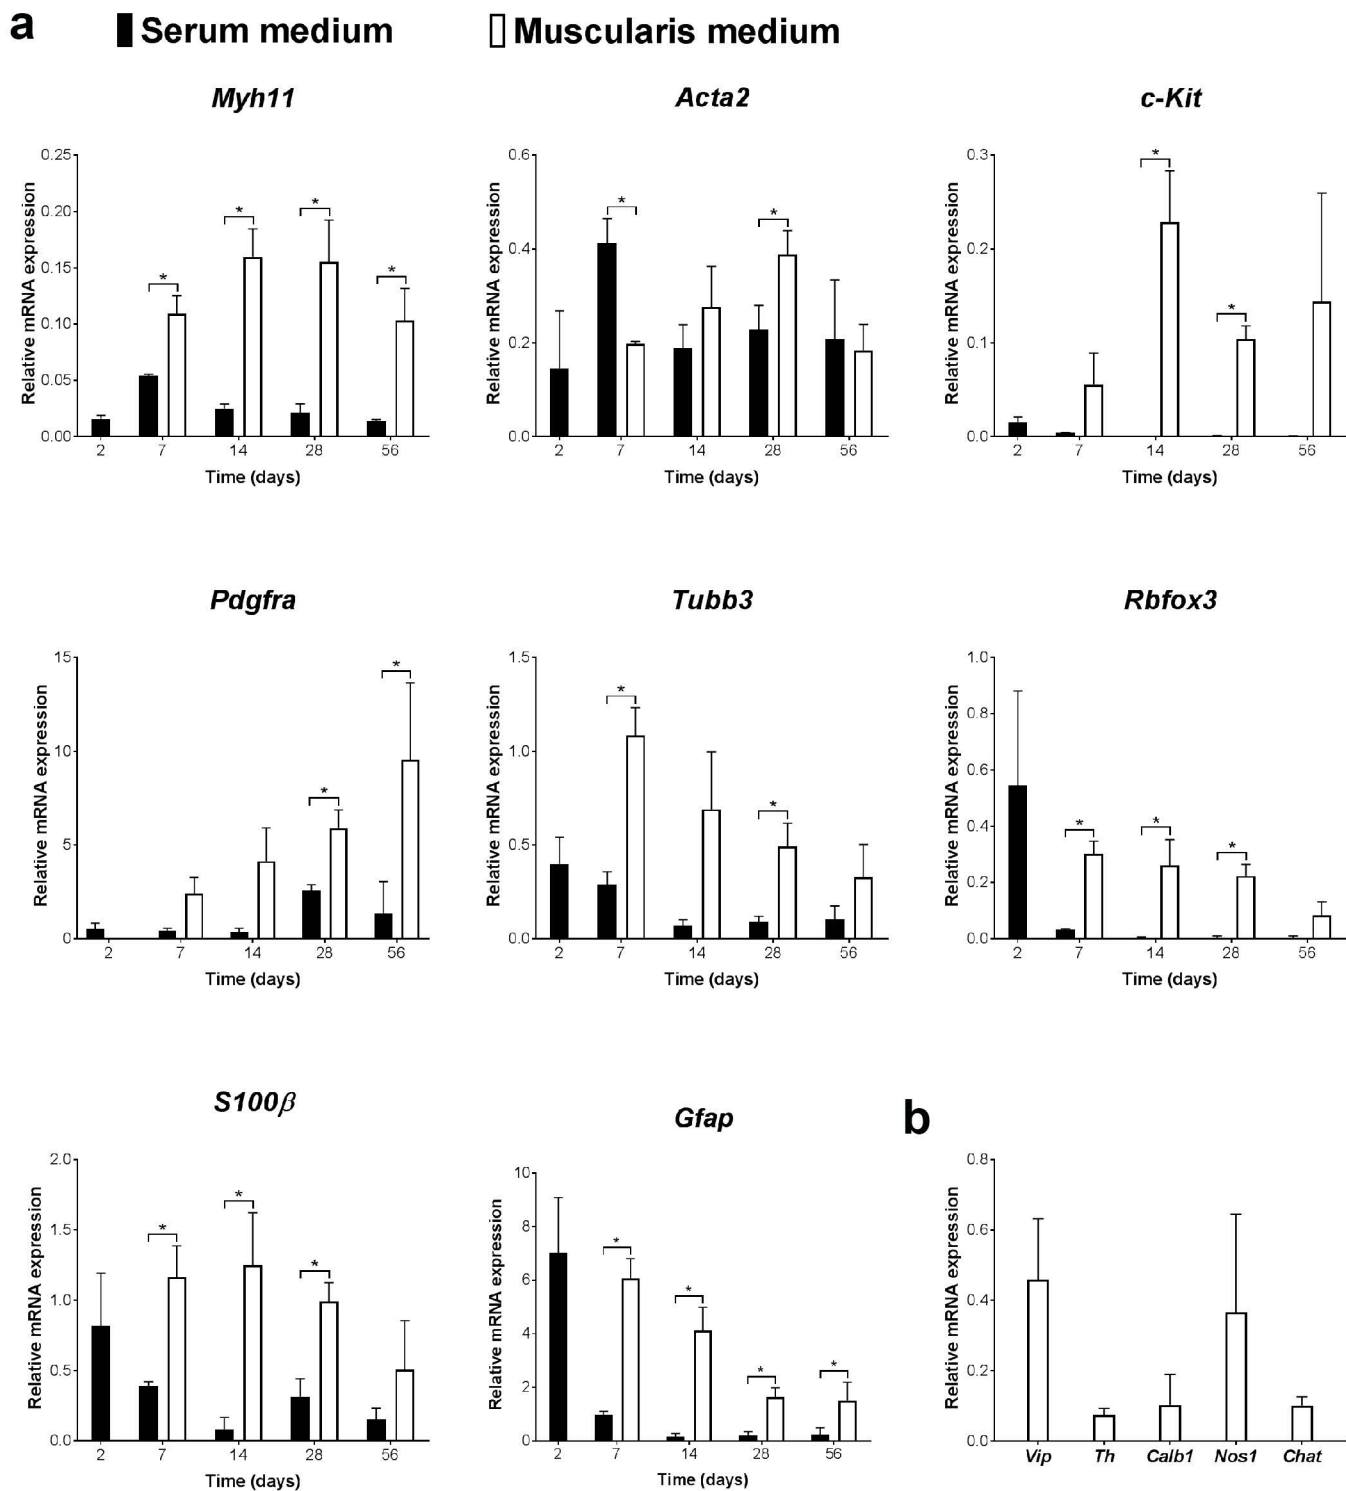 a
Serum medium
Muscularis medium
Myh11
Relative mRNA expression
0.25
0.20
0.15
0.10
0.05
0.00
*
*
*
*
2 7 14 28 56
Time (days)
Acta2
Relative mRNA expression
0.6
0.4
0.2
0.0
*
*
2 7 14 28 56
Time (days)
c-Kit
Relative mRNA expression
0.3
0.2
0.1
0.0
*
*
2 7 14 28 56
Time (days)
Pdgfra
Relative mRNA expression
15
10
5
0
*
*
2 7 14 28 56
Time (days)
Tubb3
Relative mRNA expression
1.5
1.0
0.5
0.0
*
*
2 7 14 28 56
Time (days)
Rbfox3
Relative mRNA expression
1.0
0.8
0.6
0.4
0.2
0.0
*
*
*
2 7 14 28 56
Time (days)
S100β
Relative mRNA expression
2.0
1.5
1.0
0.5
0.0
*
*
*
2 7 14 28 56
Time (days)
Gfap
Relative mRNA expression
10
8
6
4
2
0
*
*
*
*
2 7 14 28 56
Time (days)
b
Relative mRNA expression
0.8
0.6
0.4
0.2
0.0
Vip Th Calb1 Nos1 Chat